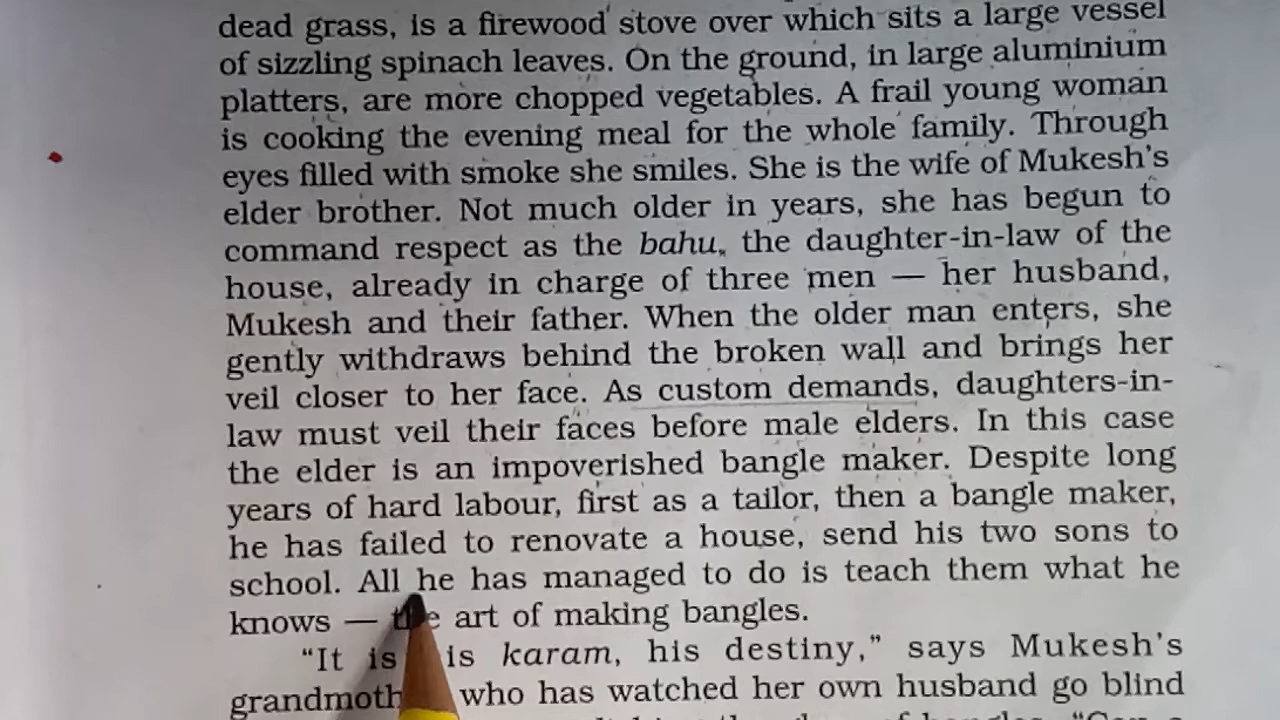 dead grass, is a firewood stove over which sits a large vessel
of sizzling spinach leaves. On the ground, in large aluminium
platters, are more chopped vegetables. A frail young woman
is cooking the evening meal for the whole family. Through
eyes filled with smoke she smiles. She is the wife of Mukesh's
elder brother. Not much older in years, she has begun to
command respect as the bahu, the daughter-in-law of the
house, already in charge of three men — her husband,
Mukesh and their father. When the older man enters, she
gently withdraws behind the broken wall and brings her
veil closer to her face. As custom demands, daughters-in-
law must veil their faces before male elders. In this case
the elder is an impoverished bangle maker. Despite long
years of hard labour, first as a tailor, then a bangle maker,
he has failed to renovate a house, send his two sons to
school. All he has managed to do is teach them what he
knows — the art of making bangles.
"It is is karam, his destiny," says Mukesh's
grandmoth who has watched her own husband go blind